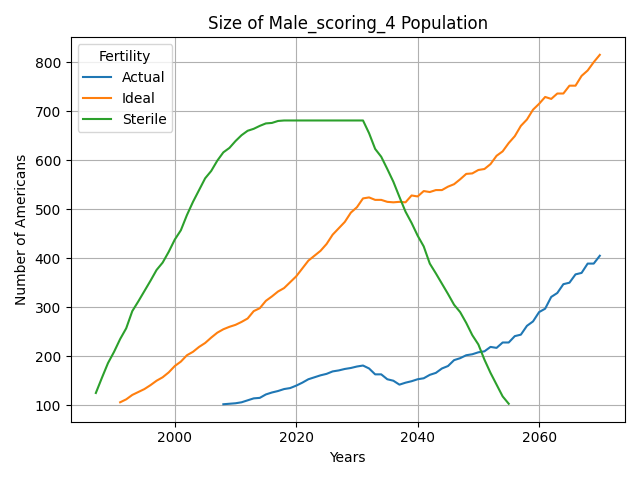 Size of Male_scoring_4 Population
Fertility
Actual
Ideal
Sterile
Number of Americans
800
700
600
500
400
300
200
100
2000
2020
2040
2060
Years